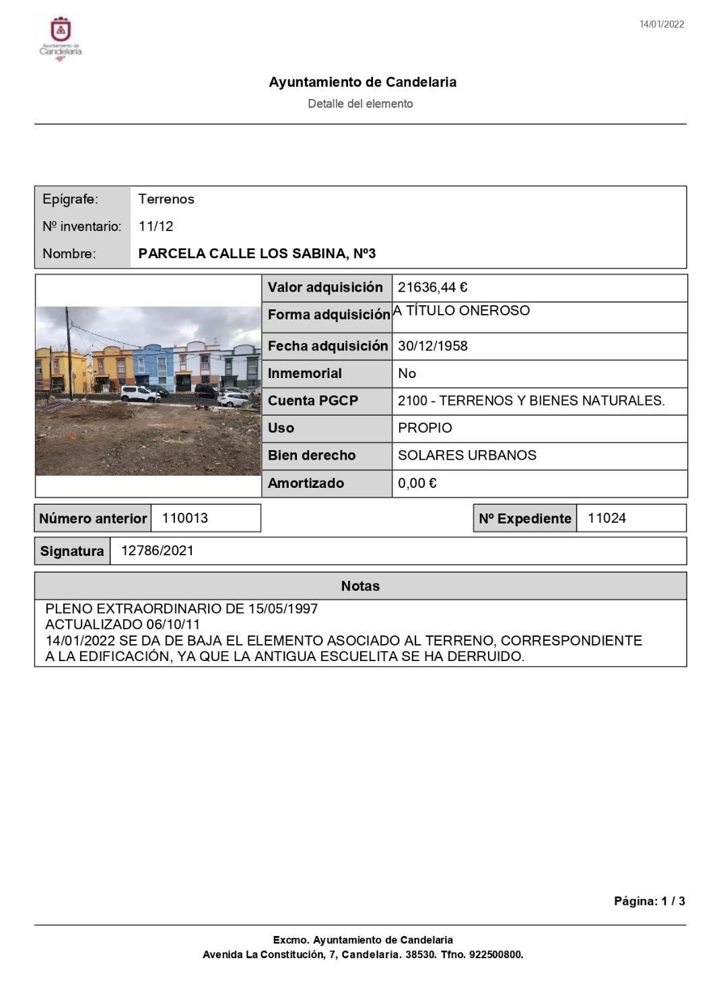 Ayuntamiento de
Candelaria
14/01/2022
Ayuntamiento de Candelaria
Detalle del elemento
Epígrafe: Terrenos
Nº inventario: 11/12
Nombre: PARCELA CALLE LOS SABINA, Nº3
Valor adquisición 21636,44 €
Forma adquisición A TÍTULO ONEROSO
Fecha adquisición 30/12/1958
Inmemorial No
Cuenta PGCP 2100 - TERRENOS Y BIENES NATURALES.
Uso PROPIO
Bien derecho SOLARES URBANOS
Amortizado 0,00 €
Número anterior 110013 Nº Expediente 11024
Signatura 12786/2021
Notas
PLENO EXTRAORDINARIO DE 15/05/1997
ACTUALIZADO 06/10/11
14/01/2022 SE DA DE BAJA EL ELEMENTO ASOCIADO AL TERRENO, CORRESPONDIENTE
A LA EDIFICACIÓN, YA QUE LA ANTIGUA ESCUELITA SE HA DERRUIDO.
Página: 1 / 3
Excmo. Ayuntamiento de Candelaria
Avenida La Constitución, 7, Candelaria. 38530. Tfno. 922500800.